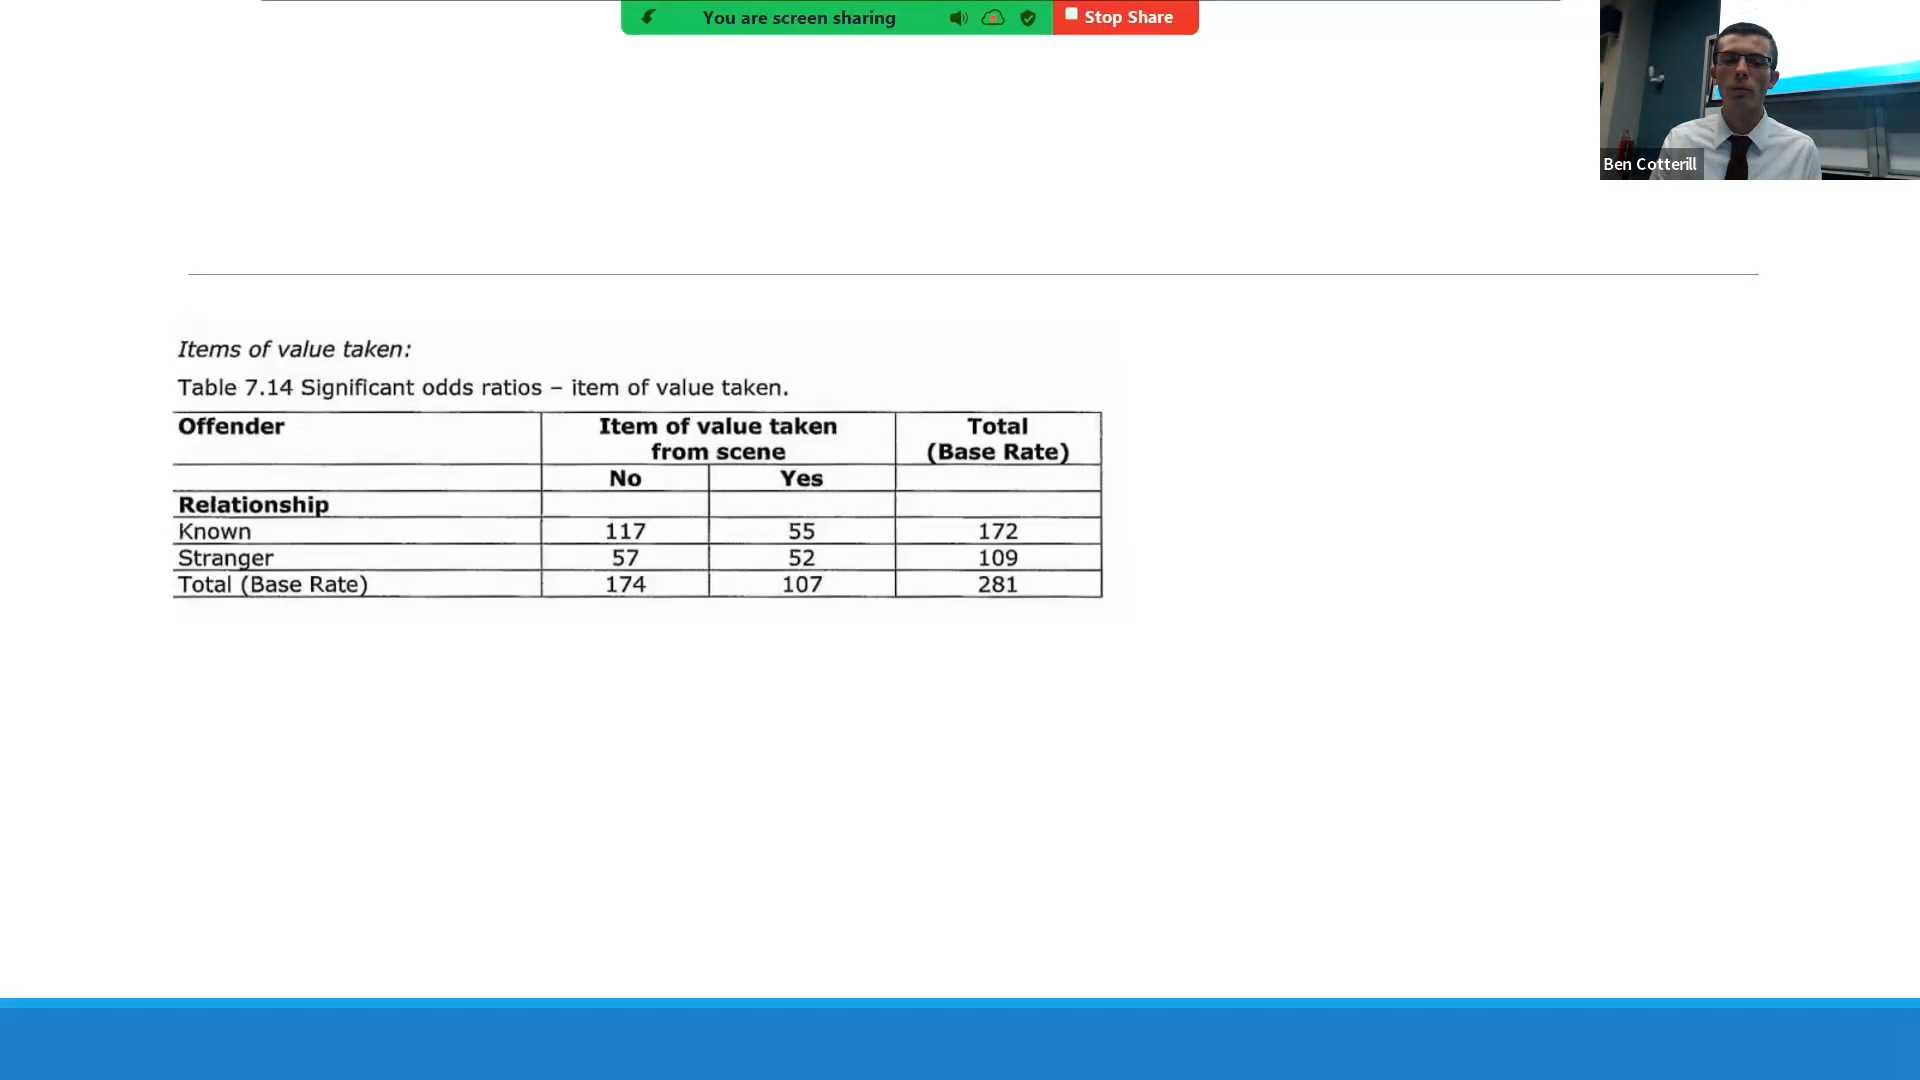 You are screen sharing
Stop Share
Ben Cotterill
Items of value taken:
Table 7.14 Significant odds ratios – item of value taken.
Offender Item of value taken from scene Total (Base Rate)
No Yes
Relationship
Known 117 55 172
Stranger 57 52 109
Total (Base Rate) 174 107 281